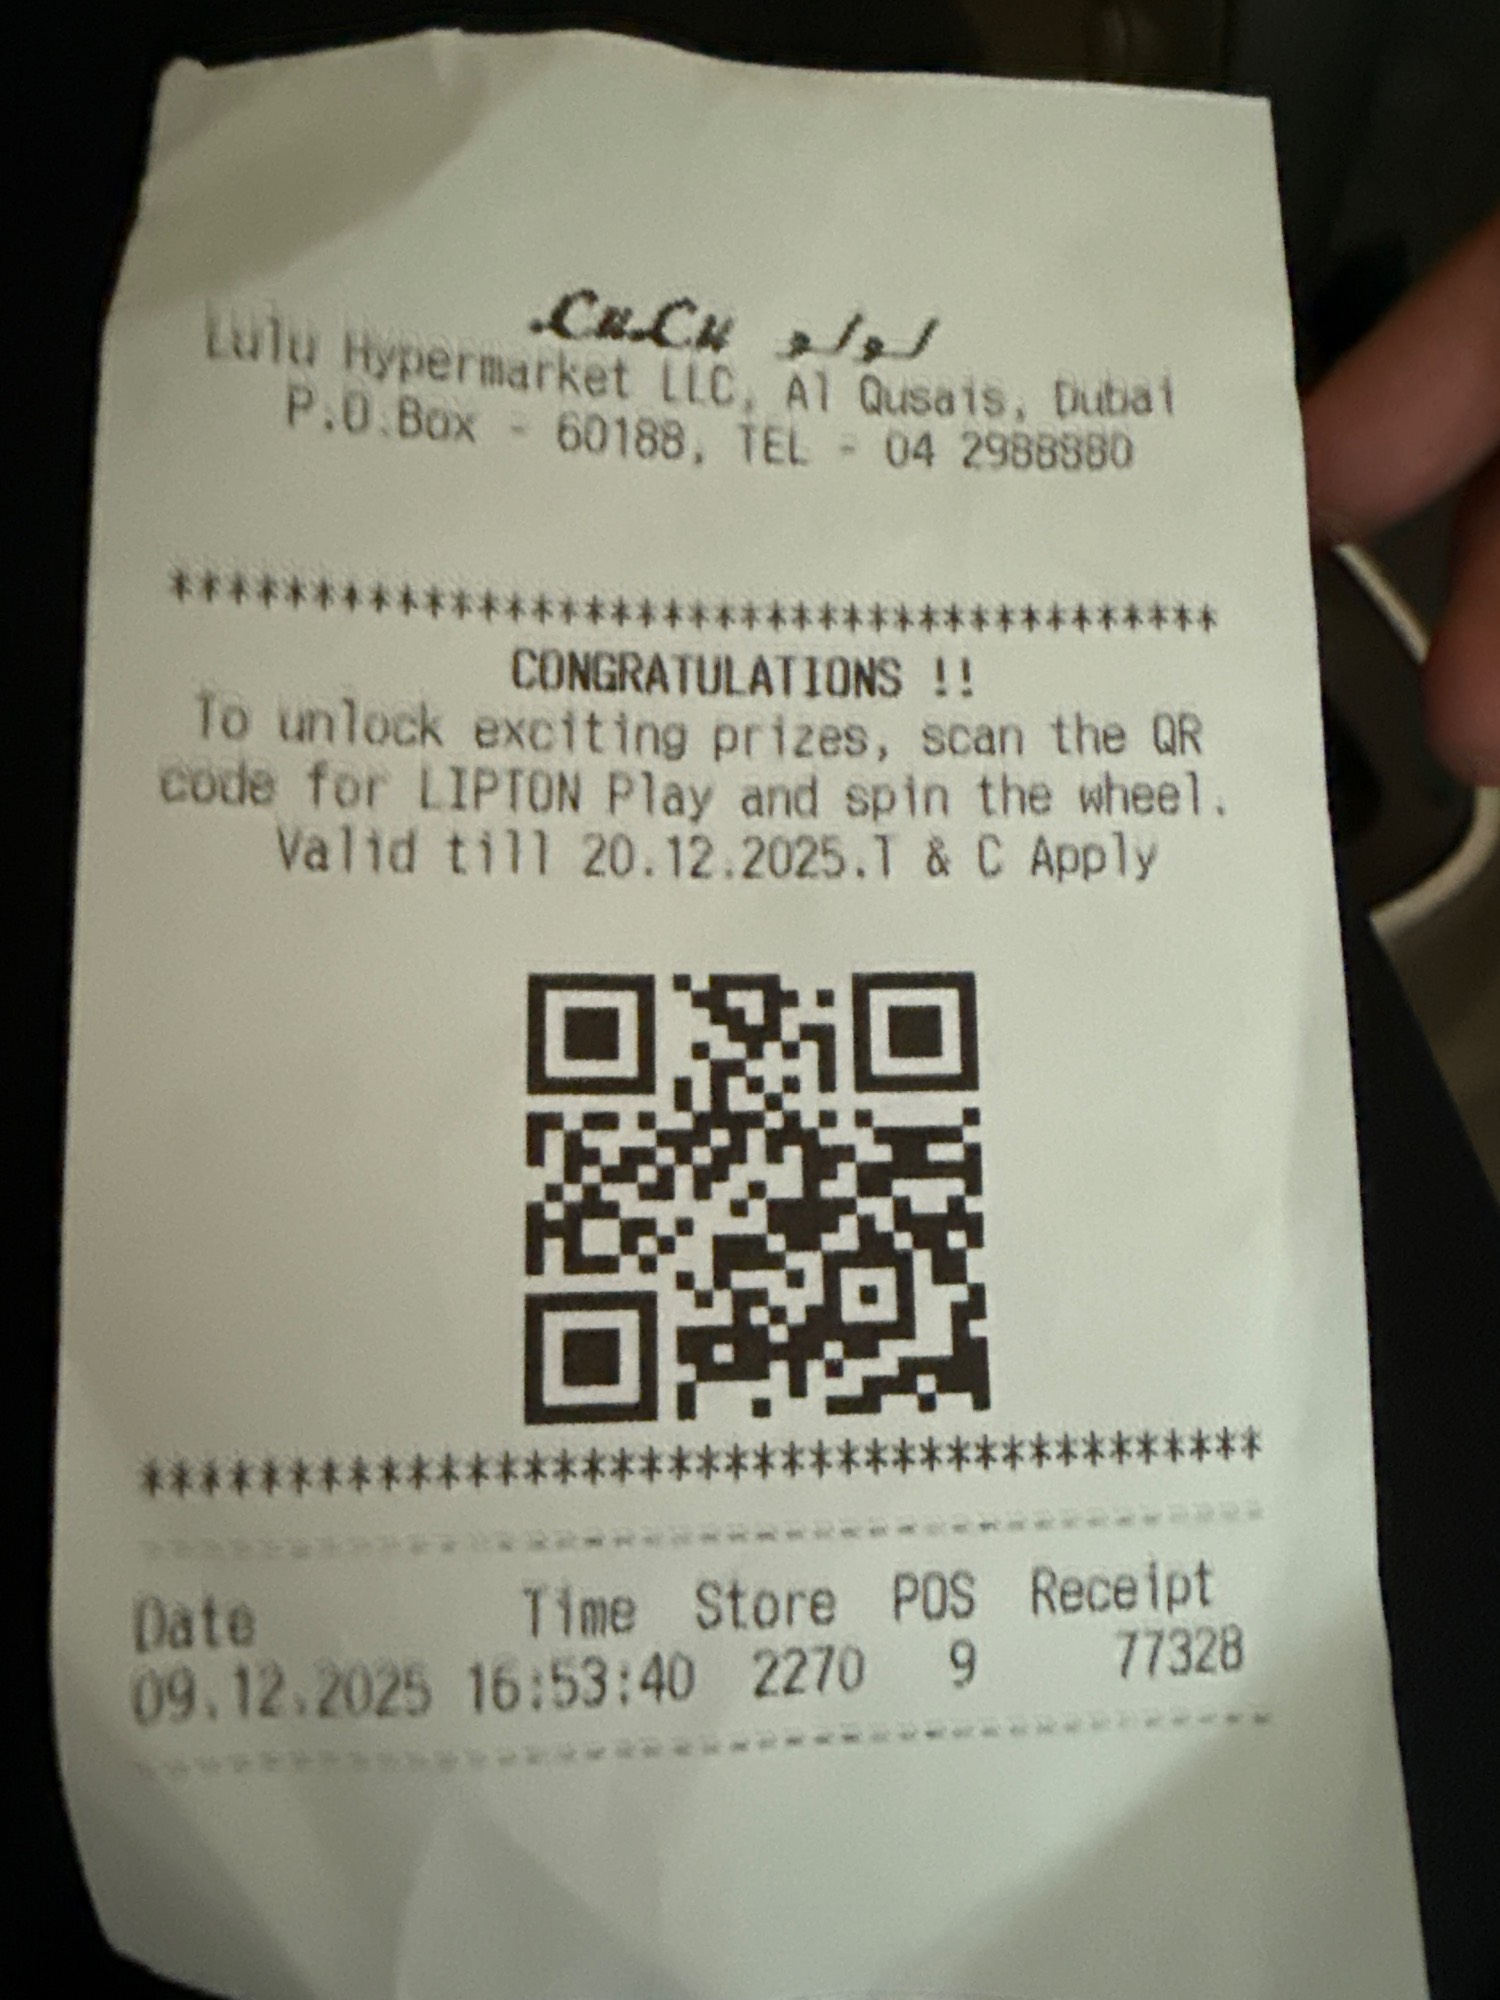 LuLu لولو
Lulu Hypermarket LLC, Al Qusais, Dubai
P.O.Box - 60188, TEL - 04 2988880
****************************************
CONGRATULATIONS !!
To unlock exciting prizes, scan the QR
code for LIPTON Play and spin the wheel.
Valid till 20.12.2025.T & C Apply
****************************************
----------------------------------------
Date Time Store POS Receipt
09.12.2025 16:53:40 2270 9 77328
----------------------------------------